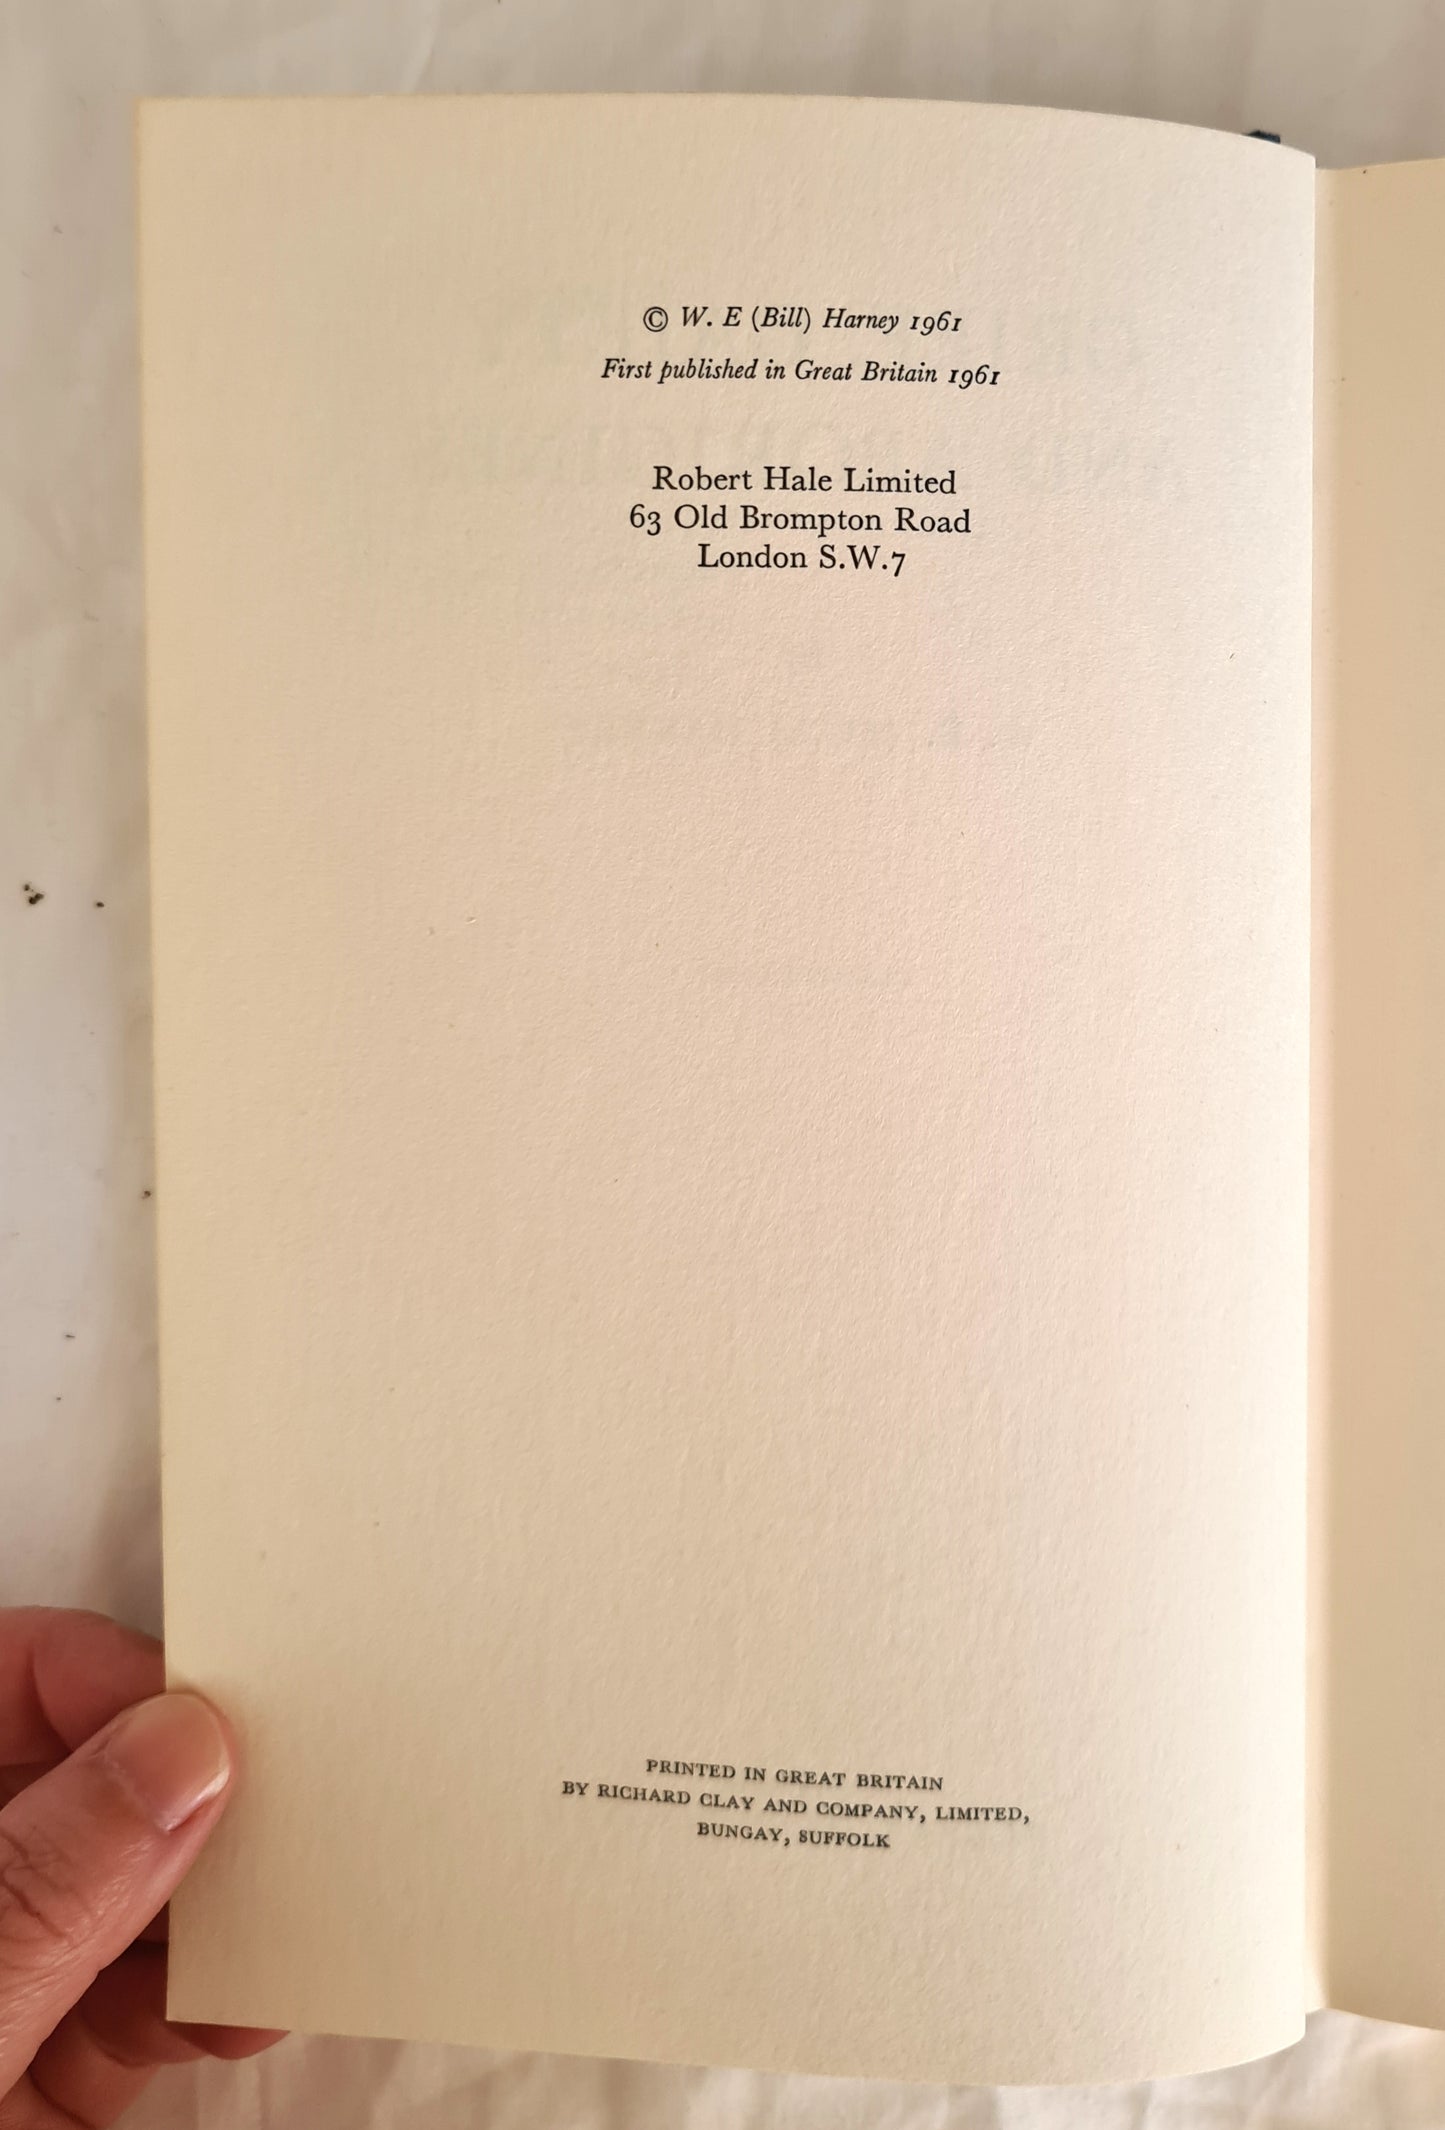 © W. E (Bill) Harney 1961
First published in Great Britain 1961
Robert Hale Limited
63 Old Brompton Road
London S.W.7
PRINTED IN GREAT BRITAIN
BY RICHARD CLAY AND COMPANY, LIMITED,
BUNGAY, SUFFOLK